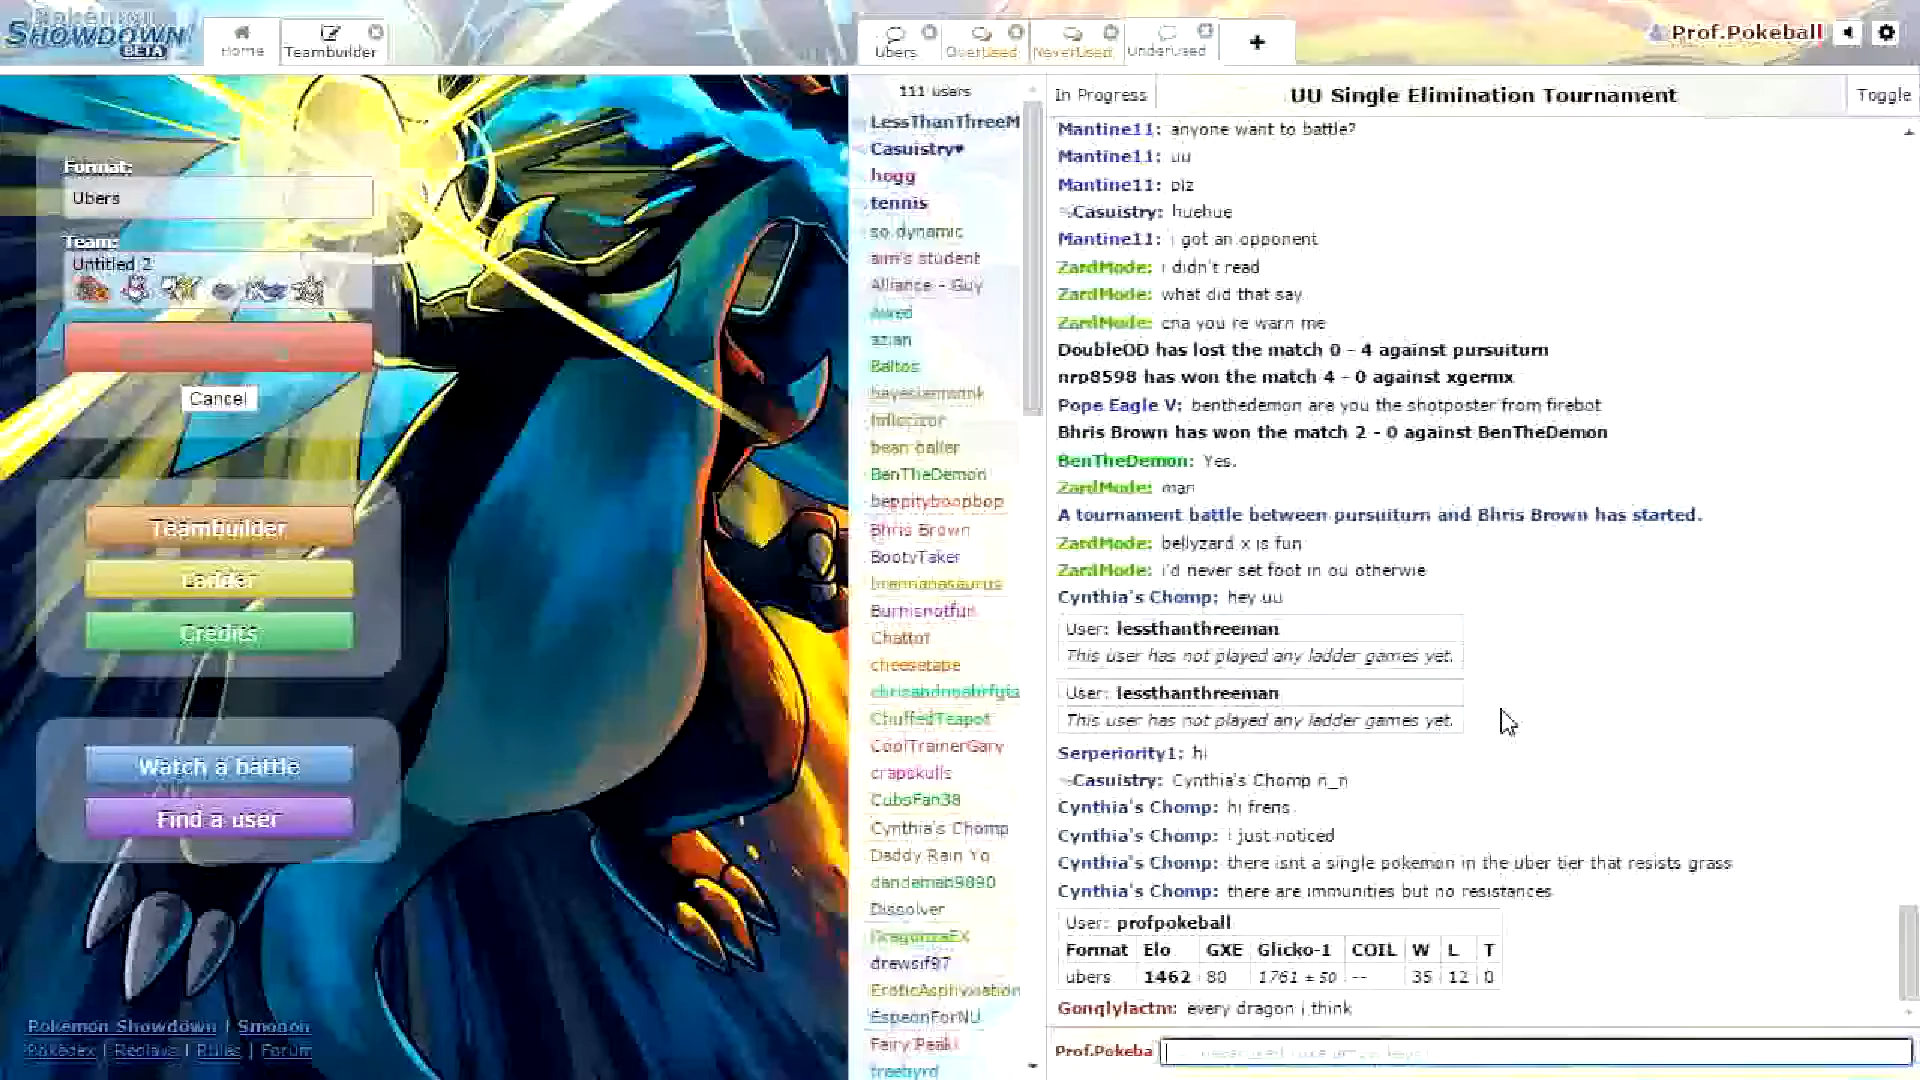 Pokémon
SHOWDOWN!
BETA
Home
Teambuilder
Ubers
OverUsed
NeverUsed
UnderUsed
+
Prof.Pokeball
Format:
Ubers
Team:
Untitled 2
Cancel
Teambuilder
Ladder
Credits
Watch a battle
Find a user
Pokémon Showdown | Smogon
Pokédex | Replays | Rules | Forum
111 users
LessThanThreeM
Casuistry♥
hogg
tennis
so dynamic
aim's student
Alliance - Guy
azian
Baltos
bean baller
BenTheDemon
beppityboopbop
Bhris Brown
BootyTaker
Burnisnotfun
Chattot
cheesetape
ChuffedTeapot
CoolTrainerGary
crapskulls
CubsFan38
Cynthia's Chomp
Daddy Rain Yo
dandaman9890
Dissolver
drewsif97
EroticAsphyxiation
EspeonForNU
Fairy Peak!
In Progress
UU Single Elimination Tournament
Toggle
Mantine11: anyone want to battle?
Mantine11: uu
Mantine11: plz
%Casuistry: huehue
Mantine11: i got an opponent
ZardMode: i didn't read
ZardMode: what did that say
ZardMode: cna you re warn me
DoubleOD has lost the match 0 - 4 against pursuiturn
nrp8598 has won the match 4 - 0 against xgermx
Pope Eagle V: benthedemon are you the shotposter from firebot
Bhris Brown has won the match 2 - 0 against BenTheDemon
BenTheDemon: Yes.
ZardMode: man
A tournament battle between pursuiturn and Bhris Brown has started.
ZardMode: bellyzard x is fun
ZardMode: i'd never set foot in ou otherwie
Cynthia's Chomp: hey uu
User: lessthanthreeman
This user has not played any ladder games yet.
User: lessthanthreeman
This user has not played any ladder games yet.
Serperiority1: hi
%Casuistry: Cynthia's Chomp n_n
Cynthia's Chomp: hi frens
Cynthia's Chomp: i just noticed
Cynthia's Chomp: there isnt a single pokemon in the uber tier that resists grass
Cynthia's Chomp: there are immunities but no resistances
User: profpokeball
Format Elo GXE Glicko-1 COIL W L T
ubers 1462 80 1761 ± 50 -- 35 12 0
Gonqlylactm: every dragon i think
Prof.Pokeba